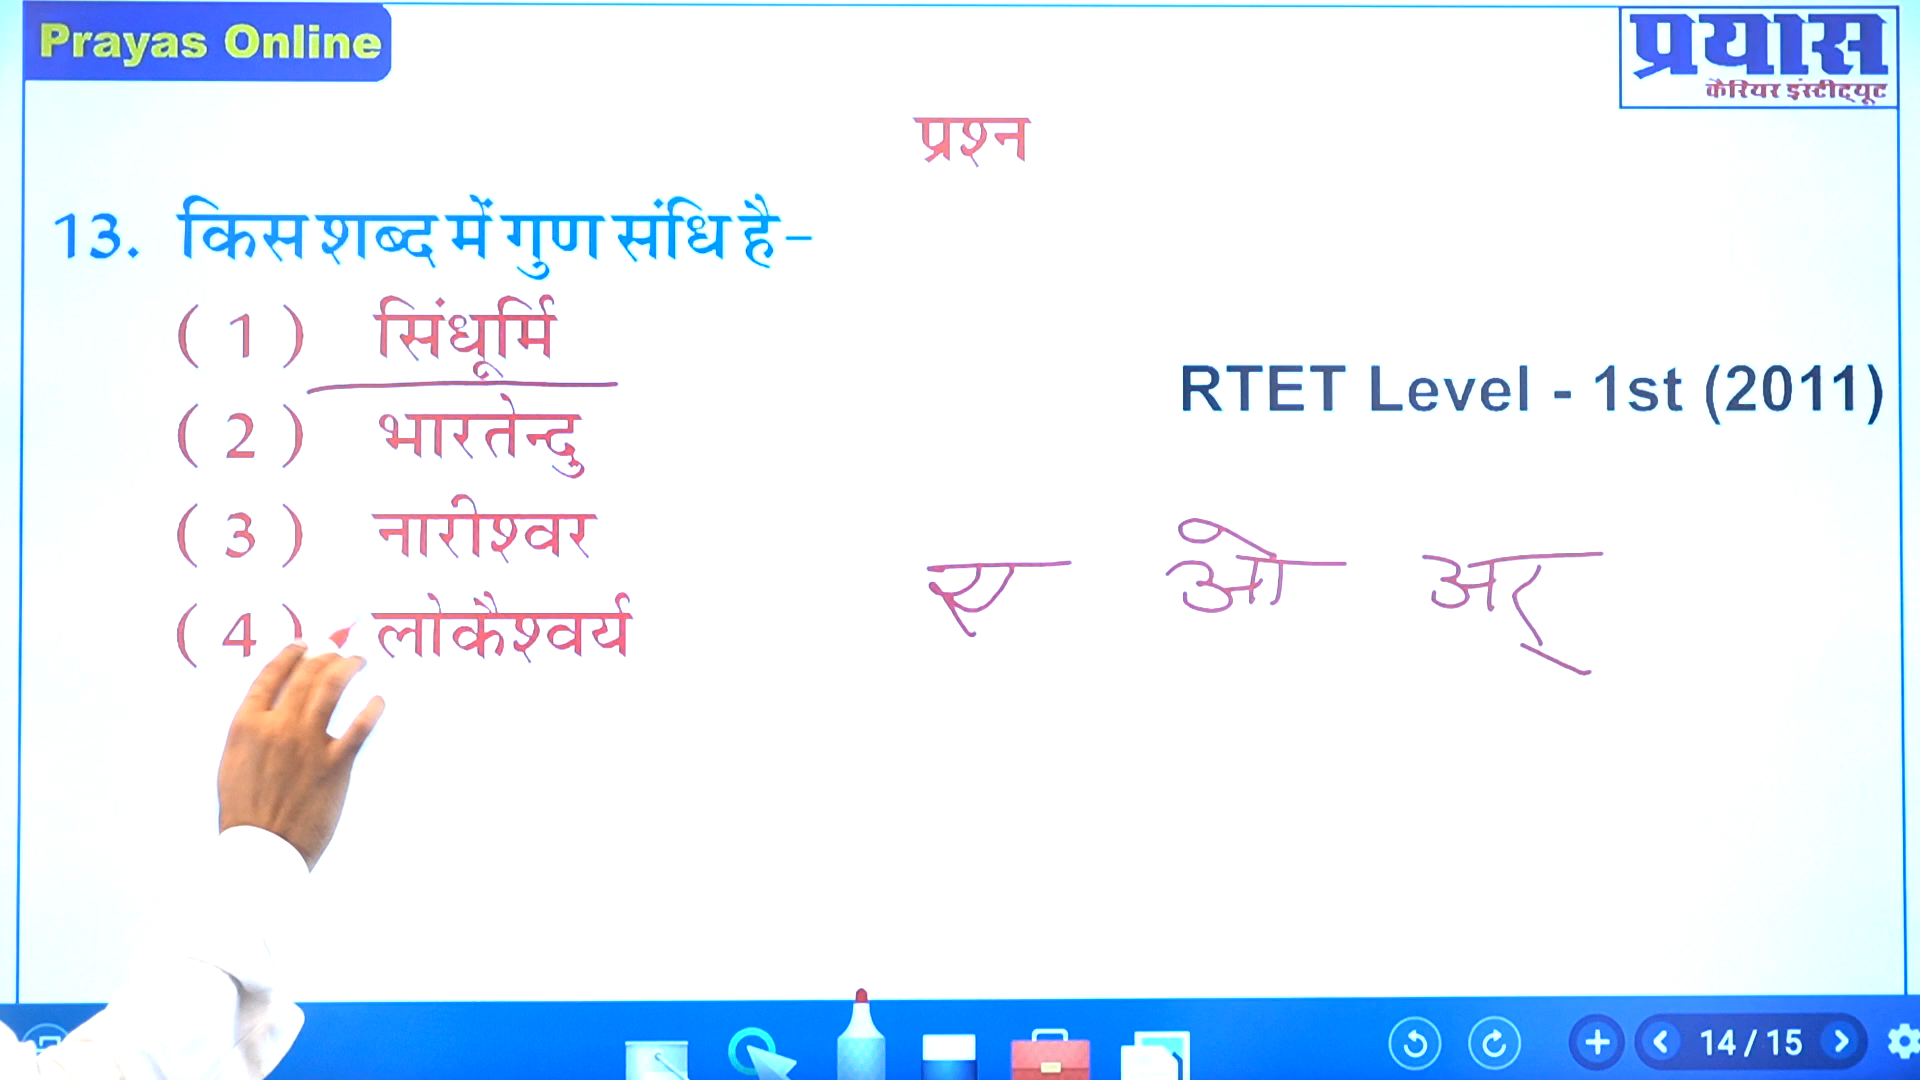 Prayas Online
प्रयास
कैरियर इंस्टीट्यूट
प्रश्न
13. किस शब्द में गुण संधि है–
( 1 ) सिंधूर्मि
( 2 ) भारतेन्दु
( 3 ) नारीश्वर
( 4 ) लोकैश्वर्य
RTET Level - 1st (2011)
ए ओ अर्
14 / 15